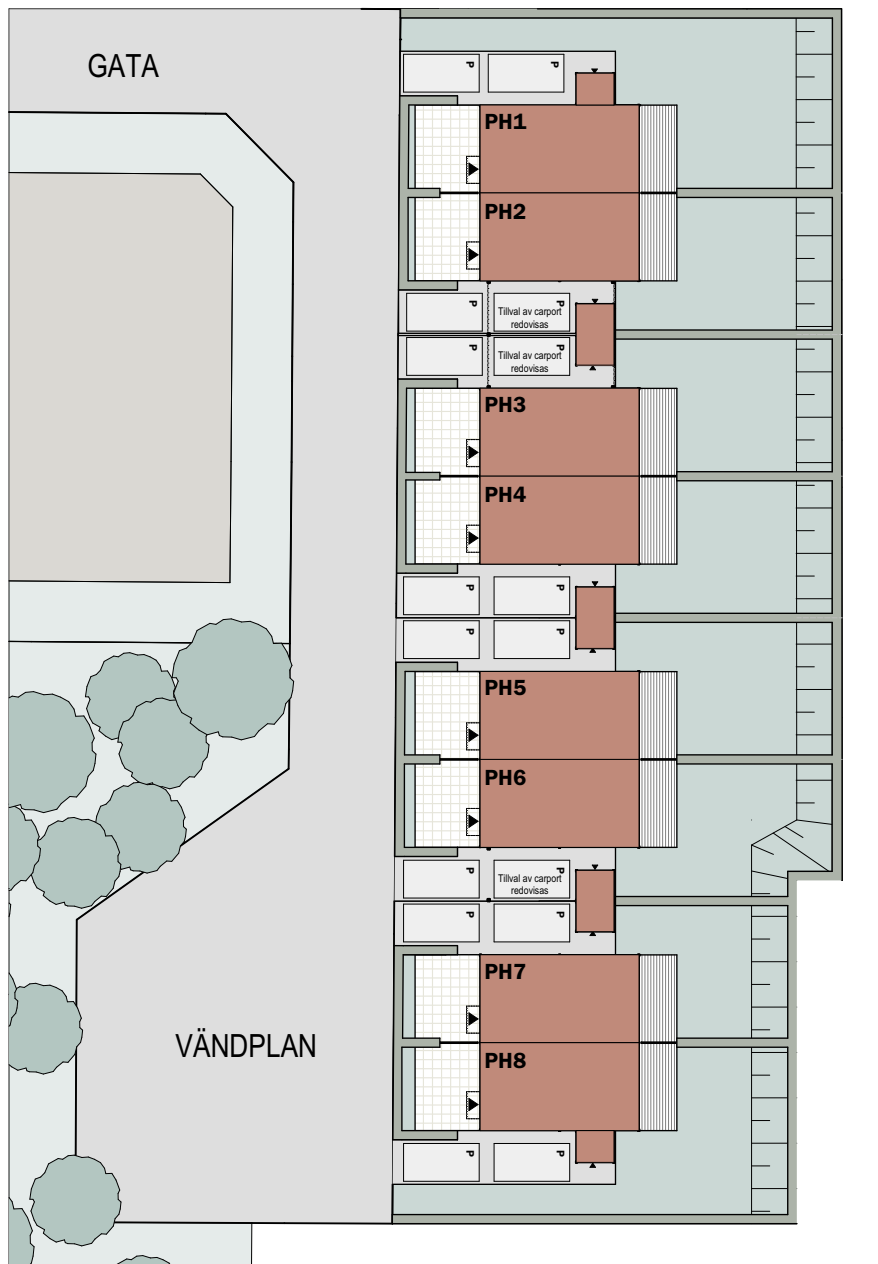 GATA
P
P
PH1
PH2
P
P
Tillval av carport
redovisas
P
P
Tillval av carport
redovisas
PH3
PH4
P
P
P
P
PH5
PH6
P
P
Tillval av carport
redovisas
P
P
PH7
VÄNDPLAN
PH8
P
P